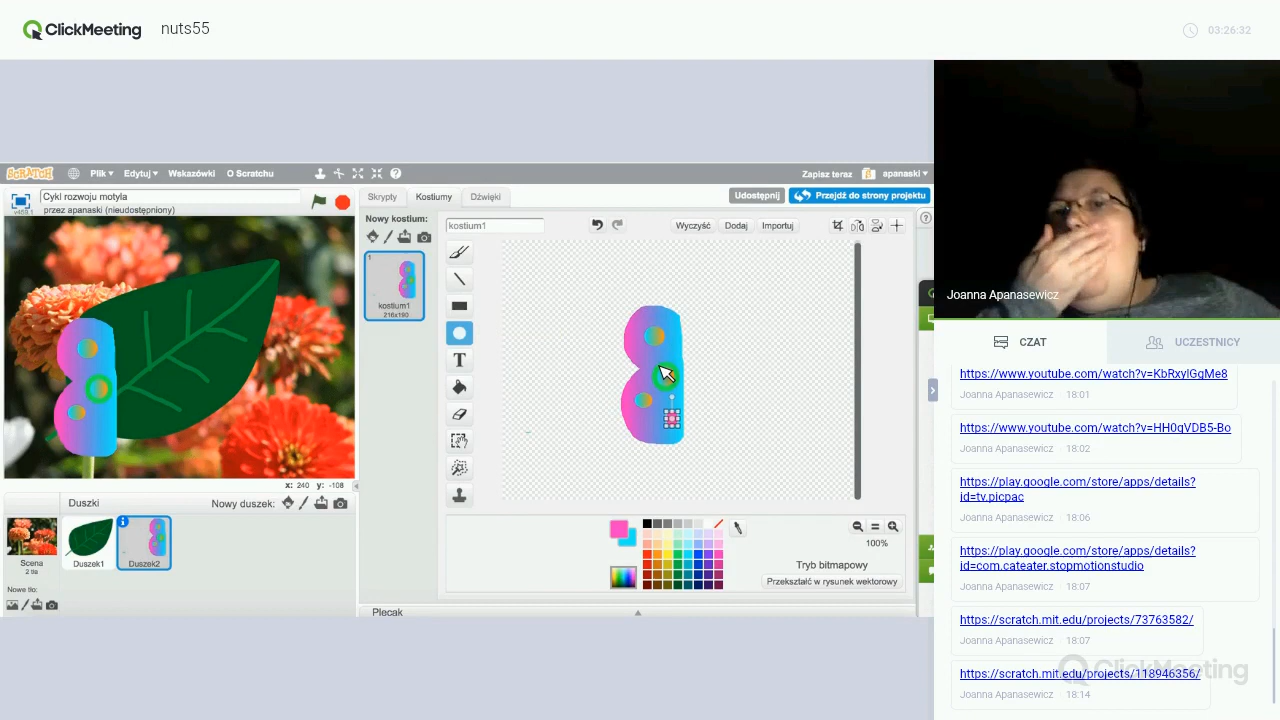 ClickMeeting
nuts55
03:26:32
SCRATCH
Plik
Edytuj
Wskazówki
O Scratchu
Zapisz teraz
apanaski
v459.1
Cykl rozwoju motyla
przez apanaski (nieudostępniony)
Skrypty
Kostiumy
Dźwięki
Udostępnij
Przejdź do strony projektu
Nowy kostium:
1
kostium1
216x190
kostium1
Wyczyść
Dodaj
Importuj
T
x: 240 y: -108
Duszki
Nowy duszek:
Scena
2 tła
Duszek1
Duszek2
Nowe tło:
100%
Tryb bitmapowy
Przekształć w rysunek wektorowy
Plecak
Joanna Apanasewicz
CZAT
UCZESTNICY
https://www.youtube.com/watch?v=KbRxylGgMe8
Joanna Apanasewicz 18:01
https://www.youtube.com/watch?v=HH0qVDB5-Bo
Joanna Apanasewicz 18:02
https://play.google.com/store/apps/details?
id=tv.picpac
Joanna Apanasewicz 18:06
https://play.google.com/store/apps/details?
id=com.cateater.stopmotionstudio
Joanna Apanasewicz 18:07
https://scratch.mit.edu/projects/73763582/
Joanna Apanasewicz 18:07
https://scratch.mit.edu/projects/118946356/
Joanna Apanasewicz 18:14
ClickMeeting